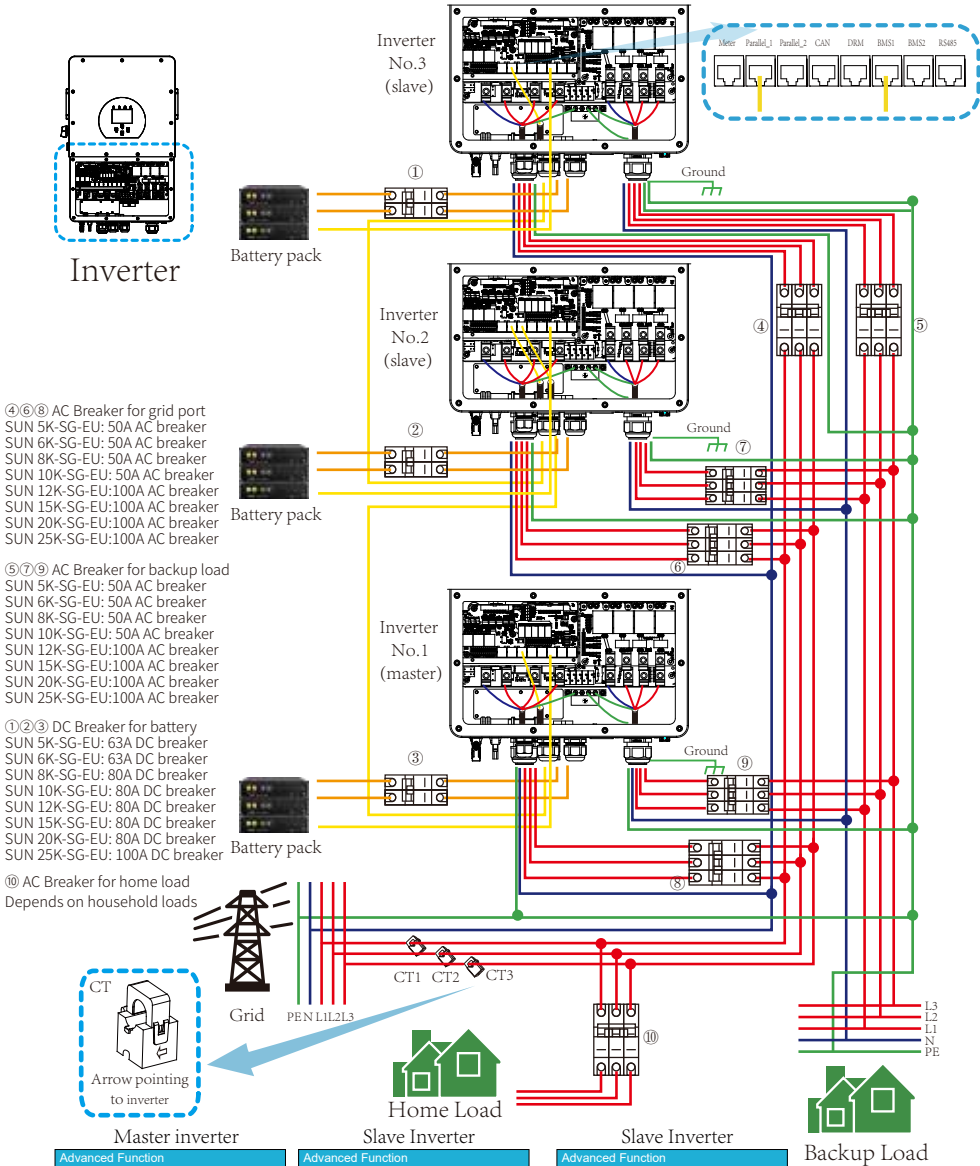 Inverter
No.3
(slave)
Meter Parallel_1 Parallel_2 CAN DRM BMS1 BMS2 RS485
Ground
①
Battery pack
Inverter
Inverter
No.2
(slave)
④
⑤
②
Ground
⑦
Battery pack
⑥
④⑥⑧ AC Breaker for grid port
SUN 5K-SG-EU: 50A AC breaker
SUN 6K-SG-EU: 50A AC breaker
SUN 8K-SG-EU: 50A AC breaker
SUN 10K-SG-EU: 50A AC breaker
SUN 12K-SG-EU:100A AC breaker
SUN 15K-SG-EU:100A AC breaker
SUN 20K-SG-EU:100A AC breaker
SUN 25K-SG-EU:100A AC breaker
⑤⑦⑨ AC Breaker for backup load
SUN 5K-SG-EU: 50A AC breaker
SUN 6K-SG-EU: 50A AC breaker
SUN 8K-SG-EU: 50A AC breaker
SUN 10K-SG-EU: 50A AC breaker
SUN 12K-SG-EU:100A AC breaker
SUN 15K-SG-EU:100A AC breaker
SUN 20K-SG-EU:100A AC breaker
SUN 25K-SG-EU:100A AC breaker
①②③ DC Breaker for battery
SUN 5K-SG-EU: 63A DC breaker
SUN 6K-SG-EU: 63A DC breaker
SUN 8K-SG-EU: 80A DC breaker
SUN 10K-SG-EU: 80A DC breaker
SUN 12K-SG-EU: 80A DC breaker
SUN 15K-SG-EU: 80A DC breaker
SUN 20K-SG-EU: 80A DC breaker
SUN 25K-SG-EU: 100A DC breaker
⑩ AC Breaker for home load
Depends on household loads
Inverter
No.1
(master)
③
Ground
⑨
Battery pack
⑧
CT1 CT2 CT3
CT
Arrow pointing
to inverter
Grid
PE N L1 L2 L3
⑩
Home Load
L3
L2
L1
N
PE
Backup Load
Master inverter
Slave Inverter
Slave Inverter
Advanced Function
Advanced Function
Advanced Function